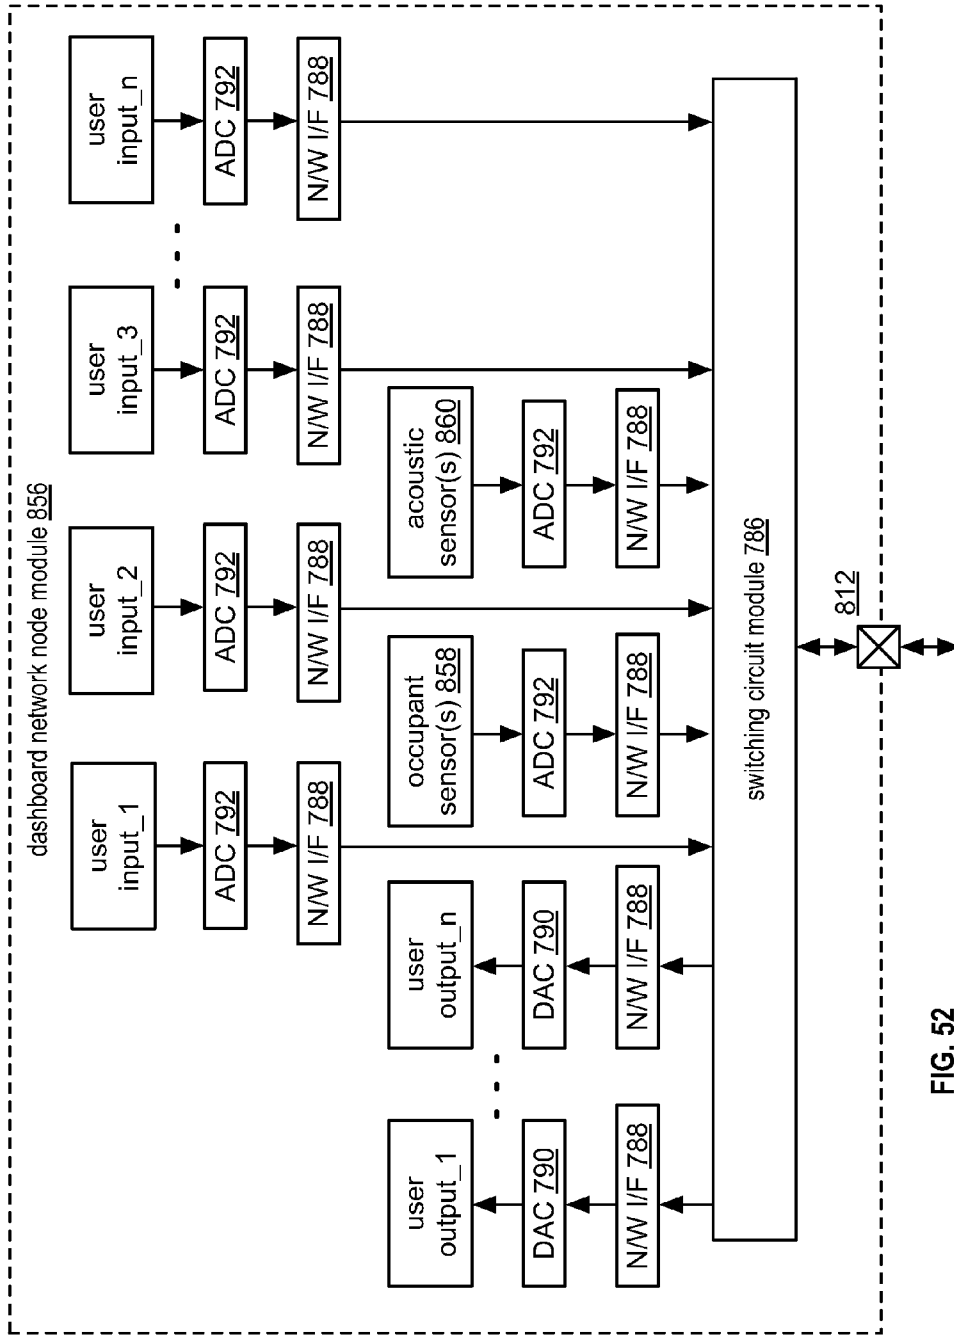 dashboard network node module 856
user
input_1
ADC 792
N/W I/F 788
user
input_2
ADC 792
N/W I/F 788
user
input_3
ADC 792
N/W I/F 788
user
input_n
ADC 792
N/W I/F 788
user
output_1
DAC 790
N/W I/F 788
user
output_n
DAC 790
N/W I/F 788
occupant
sensor(s) 858
ADC 792
N/W I/F 788
acoustic
sensor(s) 860
ADC 792
N/W I/F 788
switching circuit module 786
812
FIG. 52